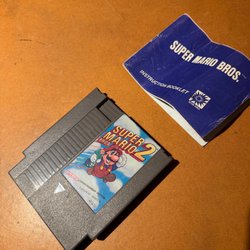 SUPER
MARIO 2
SUPER MARIO BROS.
INSTRUCTION BOOKLET